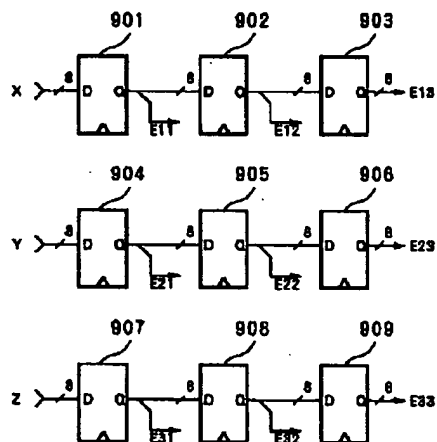 901 902 903
X 8 D Q 8 D Q 8 D Q 8 E13
E11 E12
904 905 906
Y 8 D Q 8 D Q 8 D Q 8 E23
E21 E22
907 908 909
Z 8 D Q 8 D Q 8 D Q 8 E33
E31 E32